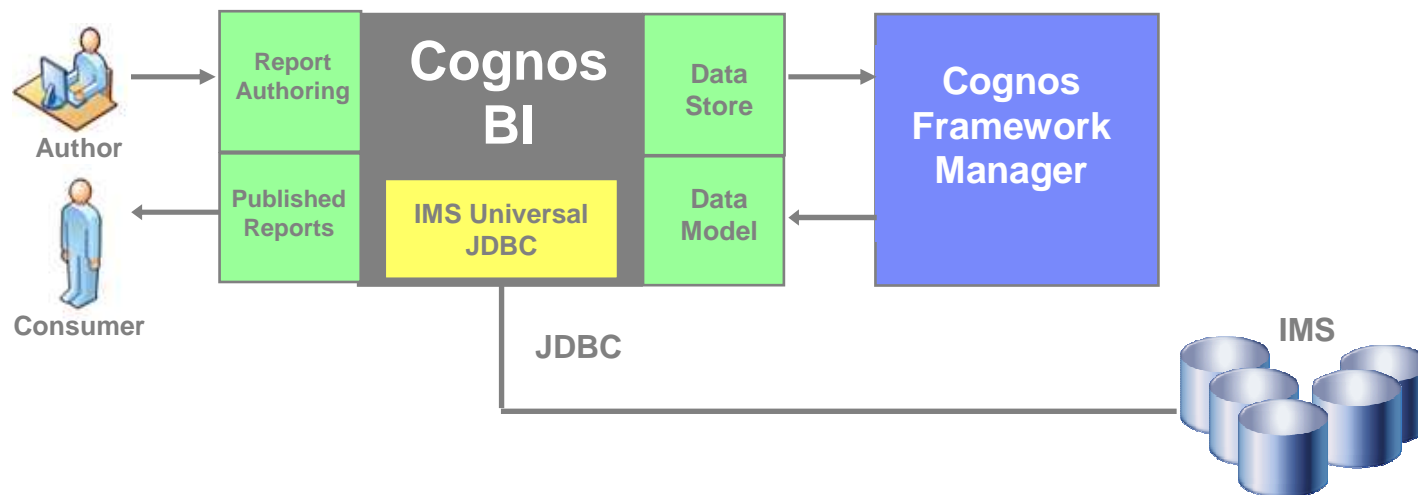 Author
Consumer
Report
Authoring
Published
Reports
Cognos
BI
IMS Universal
JDBC
Data
Store
Data
Model
Cognos
Framework
Manager
JDBC
IMS